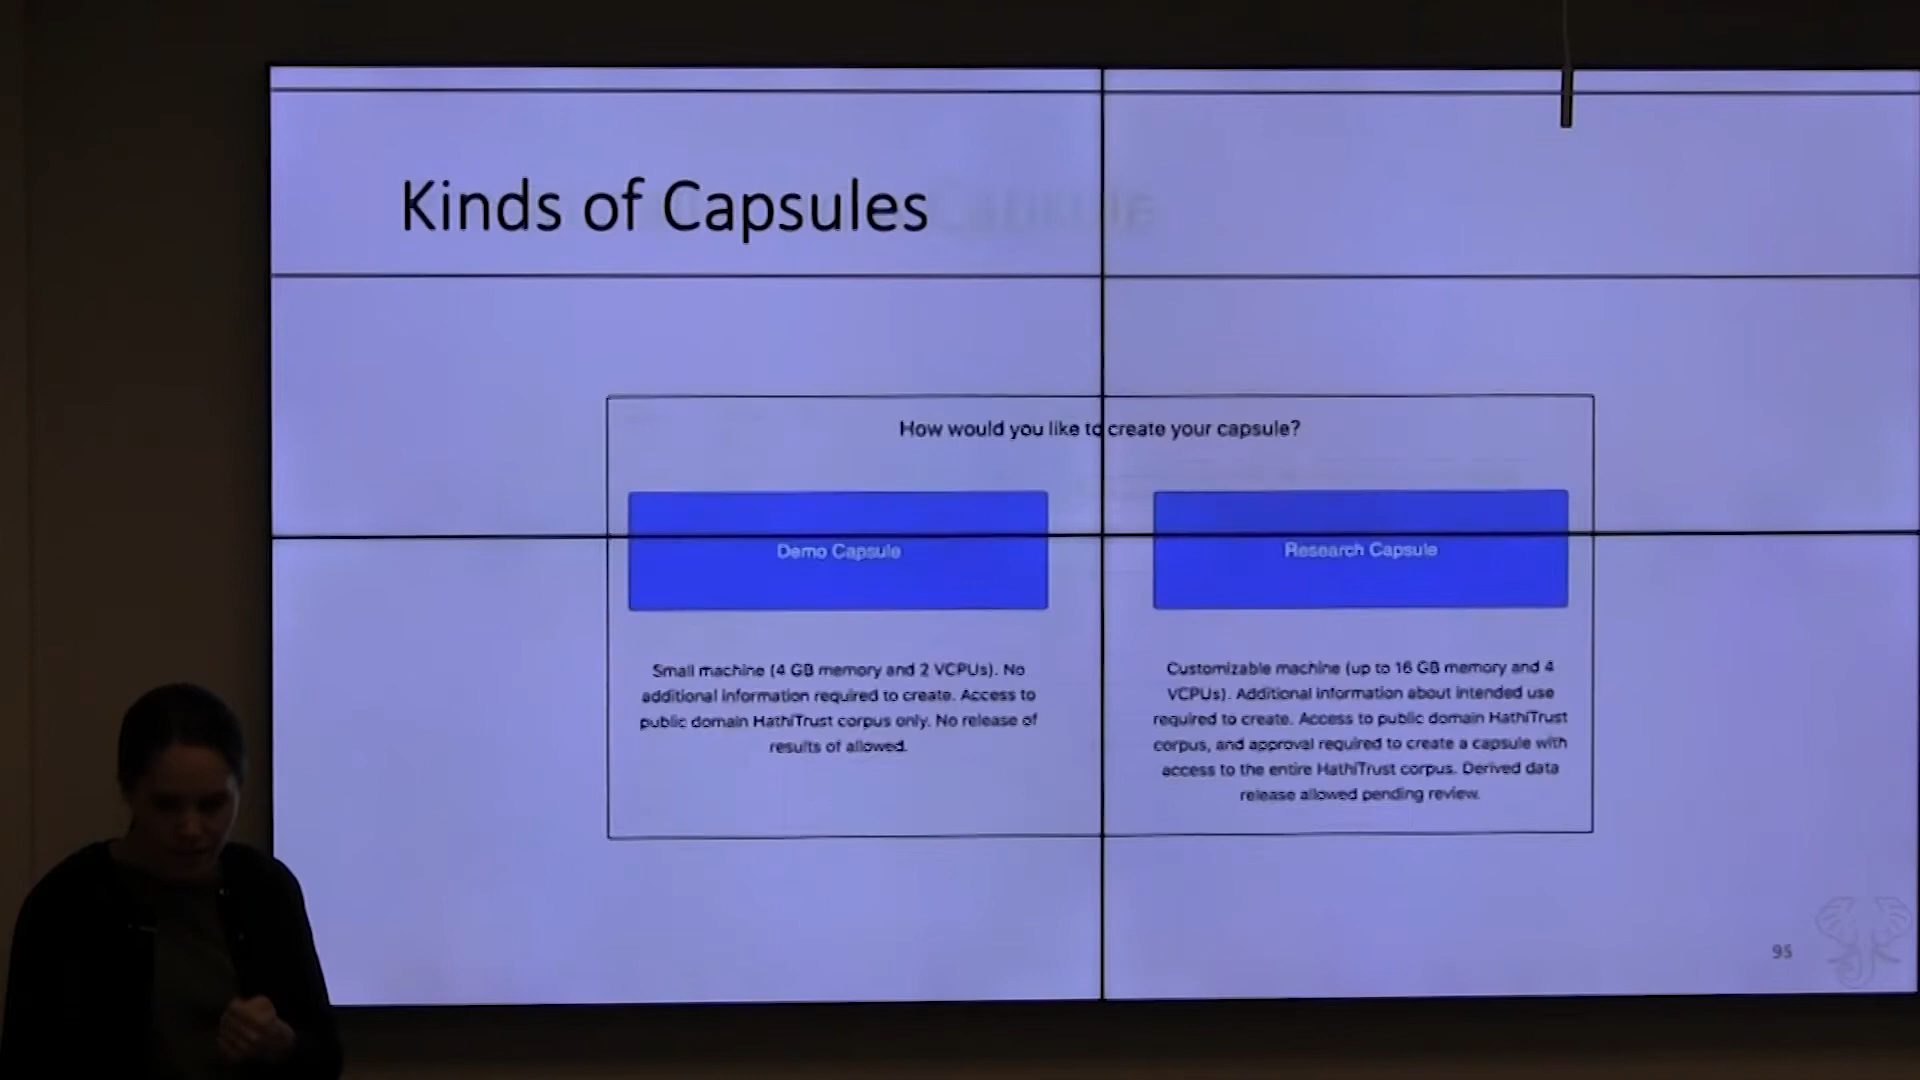 Kinds of Capsules
How would you like to create your capsule?
Demo Capsule
Research Capsule
Small machine (4 GB memory and 2 VCPUs). No
additional information required to create. Access to
public domain HathiTrust corpus only. No release of
results of allowed.
Customizable machine (up to 16 GB memory and 4
VCPUs). Additional information about intended use
required to create. Access to public domain HathiTrust
corpus, and approval required to create a capsule with
access to the entire HathiTrust corpus. Derived data
release allowed pending review.
95